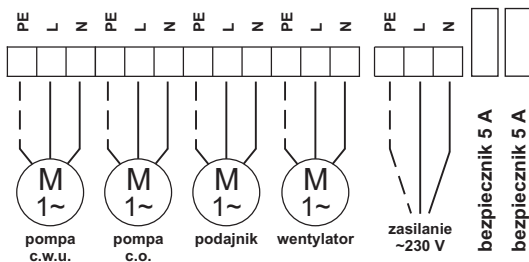 PE L N PE L N PE L N PE L N PE L N
M 1~ M 1~ M 1~ M 1~
pompa c.w.u.
pompa c.o.
podajnik
wentylator
zasilanie
~230 V
bezpiecznik 5 A
bezpiecznik 5 A